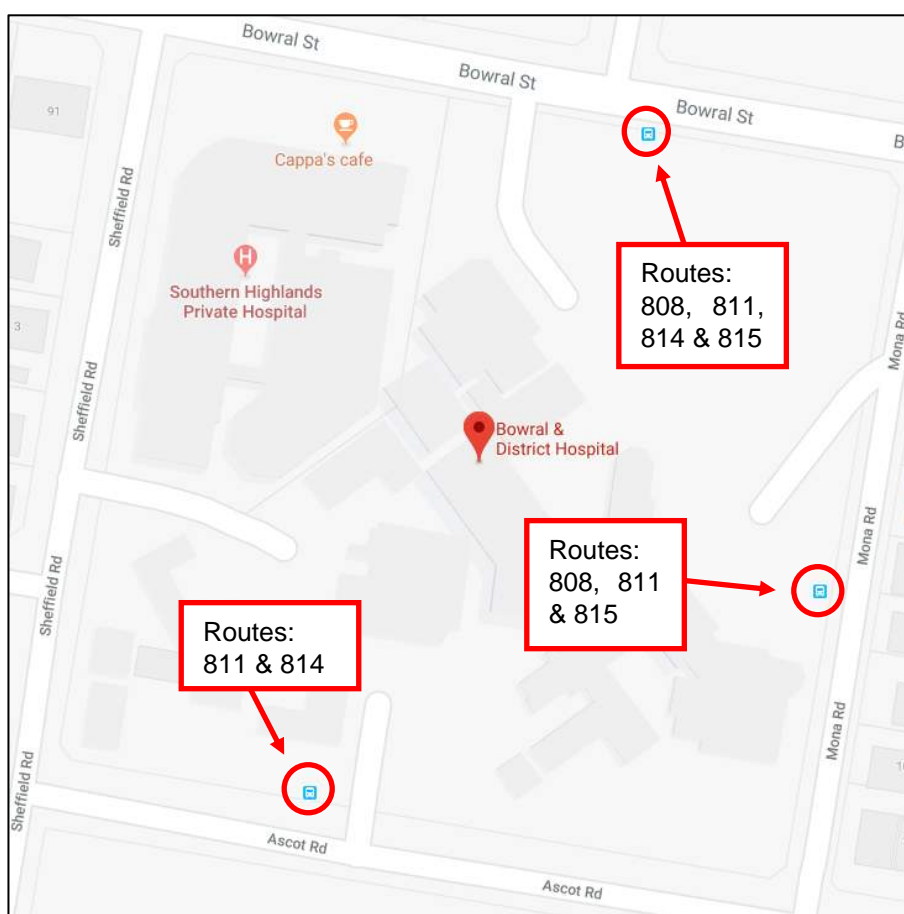 Bowral St
Bowral St
Bowral St
B
91
Cappa's cafe
Sheffield Rd
Routes:
808, 811,
814 & 815
Southern Highlands
Private Hospital
H
3
Mona Rd
Sheffield Rd
Bowral &
District Hospital
Mona Rd
Routes:
808, 811
& 815
Sheffield Rd
Routes:
811 & 814
Mona Rd
Sheffield Rd
Ascot Rd
Ascot Rd